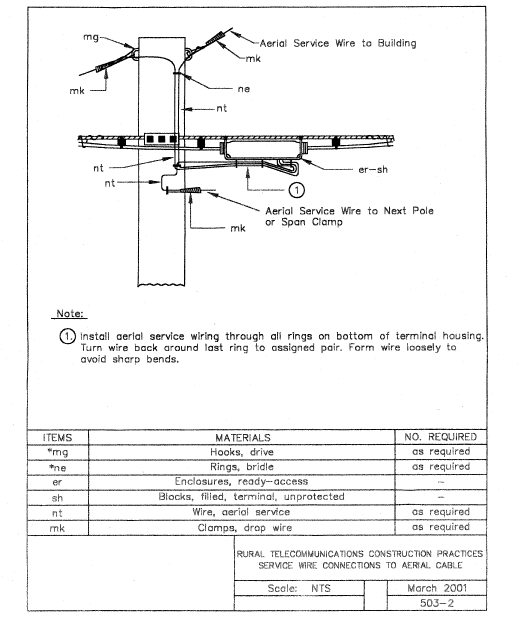 mg
Aerial Service Wire to Building
mk
mk
ne
nt
nt
er-sh
nt
1
Aerial Service Wire to Next Pole
or Span Clamp
mk
Note:
1. Install aerial service wiring through all rings on bottom of terminal housing.
Turn wire back around last ring to assigned pair. Form wire loosely to
avoid sharp bends.
ITEMS MATERIALS NO. REQUIRED
*mg Hooks, drive as required
*ne Rings, bridle as required
er Enclosures, ready-access -
sh Blocks, filled, terminal, unprotected -
nt Wire, aerial service as required
mk Clamps, drop wire as required
RURAL TELECOMMUNICATIONS CONSTRUCTION PRACTICES
SERVICE WIRE CONNECTIONS TO AERIAL CABLE
Scale: NTS March 2001
503-2